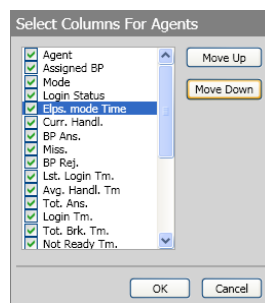 Select Columns For Agents
Agent
Assigned BP
Mode
Login Status
Elps. mode Time
Curr. Handl.
BP Ans.
Miss.
BP Rej.
Lst. Login Tm.
Avg. Handl. Tm
Tot. Ans.
Login Tm.
Tot. Brk. Tm.
Not Ready Tm.
Move Up
Move Down
OK
Cancel